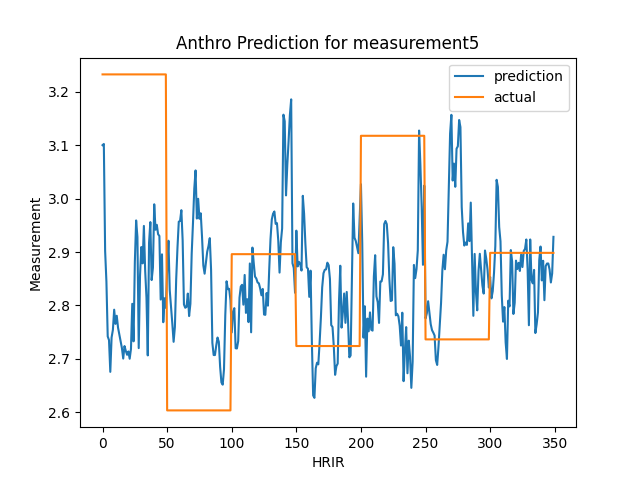 Anthro Prediction for measurement5
prediction
actual
Measurement
3.2
3.1
3.0
2.9
2.8
2.7
2.6
0 50 100 150 200 250 300 350
HRIR